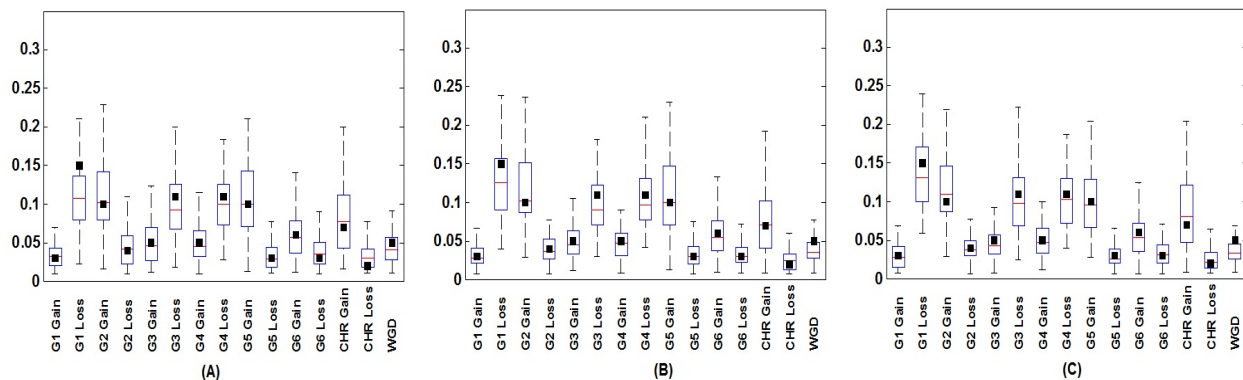 0.3
0.25
0.2
0.15
0.1
0.05
0
G1 Gain
G1 Loss
G2 Gain
G2 Loss
G3 Gain
G3 Loss
G4 Gain
G4 Loss
G5 Gain
G5 Loss
G6 Gain
G6 Loss
CHR Gain
CHR Loss
WGD
(A)
0.3
0.25
0.2
0.15
0.1
0.05
0
G1 Gain
G1 Loss
G2 Gain
G2 Loss
G3 Gain
G3 Loss
G4 Gain
G4 Loss
G5 Gain
G5 Loss
G6 Gain
G6 Loss
CHR Gain
CHR Loss
WGD
(B)
0.3
0.25
0.2
0.15
0.1
0.05
0
G1 Gain
G1 Loss
G2 Gain
G2 Loss
G3 Gain
G3 Loss
G4 Gain
G4 Loss
G5 Gain
G5 Loss
G6 Gain
G6 Loss
CHR Gain
CHR Loss
WGD
(C)